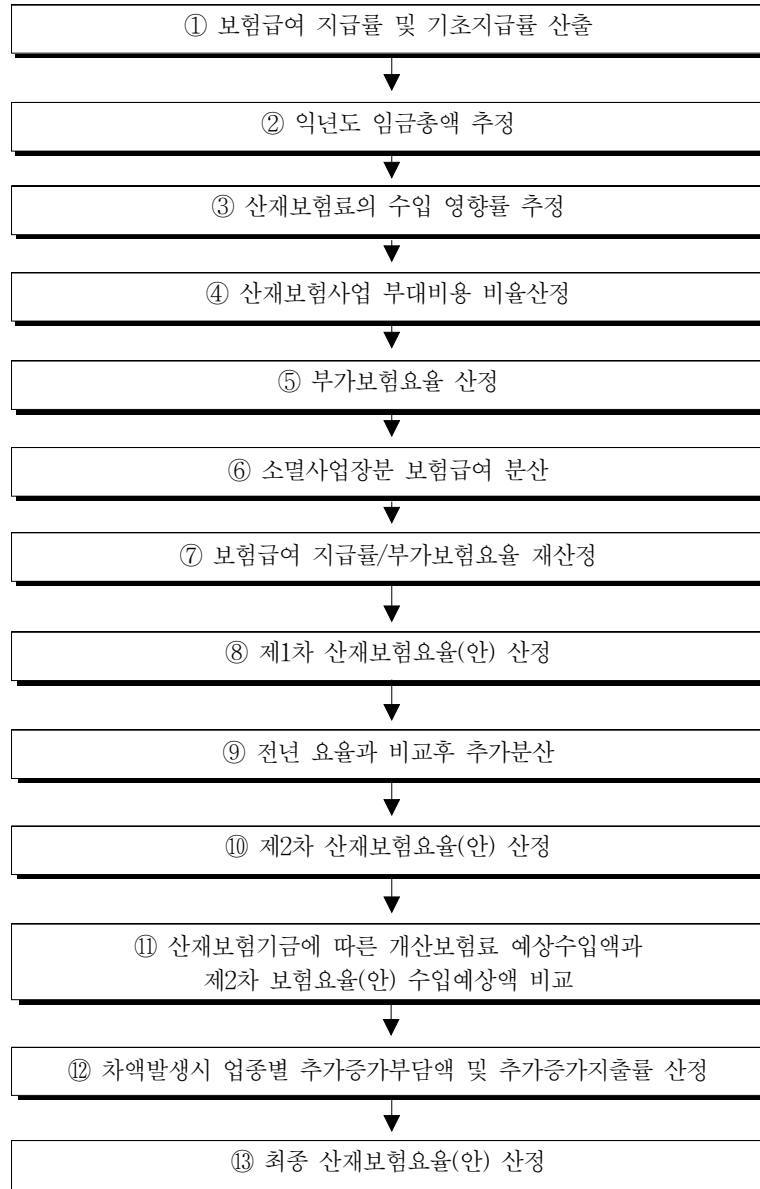 ① 보험급여 지급률 및 기초지급률 산출
② 익년도 임금총액 추정
③ 산재보험료의 수입 영향률 추정
④ 산재보험사업 부대비용 비율산정
⑤ 부가보험요율 산정
⑥ 소멸사업장분 보험급여 분산
⑦ 보험급여 지급률/부가보험요율 재산정
⑧ 제1차 산재보험요율(안) 산정
⑨ 전년 요율과 비교후 추가분산
⑩ 제2차 산재보험요율(안) 산정
⑪ 산재보험기금에 따른 개산보험료 예상수입액과
제2차 보험요율(안) 수입예상액 비교
⑫ 차액발생시 업종별 추가증가부담액 및 추가증가지출률 산정
⑬ 최종 산재보험요율(안) 산정